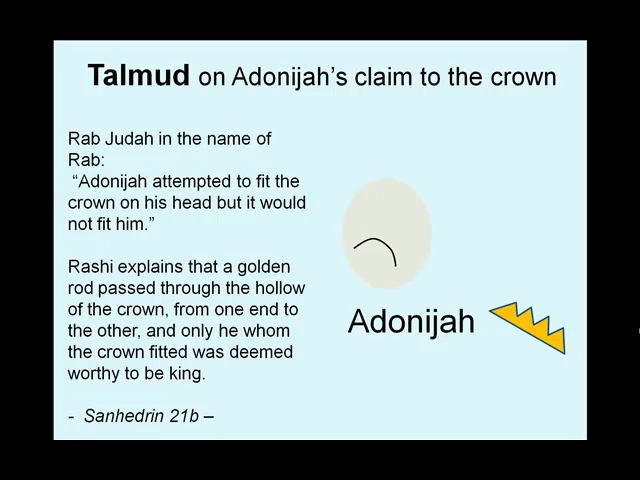 Talmud on Adonijah's claim to the crown
Rab Judah in the name of
Rab:
“Adonijah attempted to fit the
crown on his head but it would
not fit him.”
Rashi explains that a golden
rod passed through the hollow
of the crown, from one end to
the other, and only he whom
the crown fitted was deemed
worthy to be king.
- Sanhedrin 21b –
Adonijah